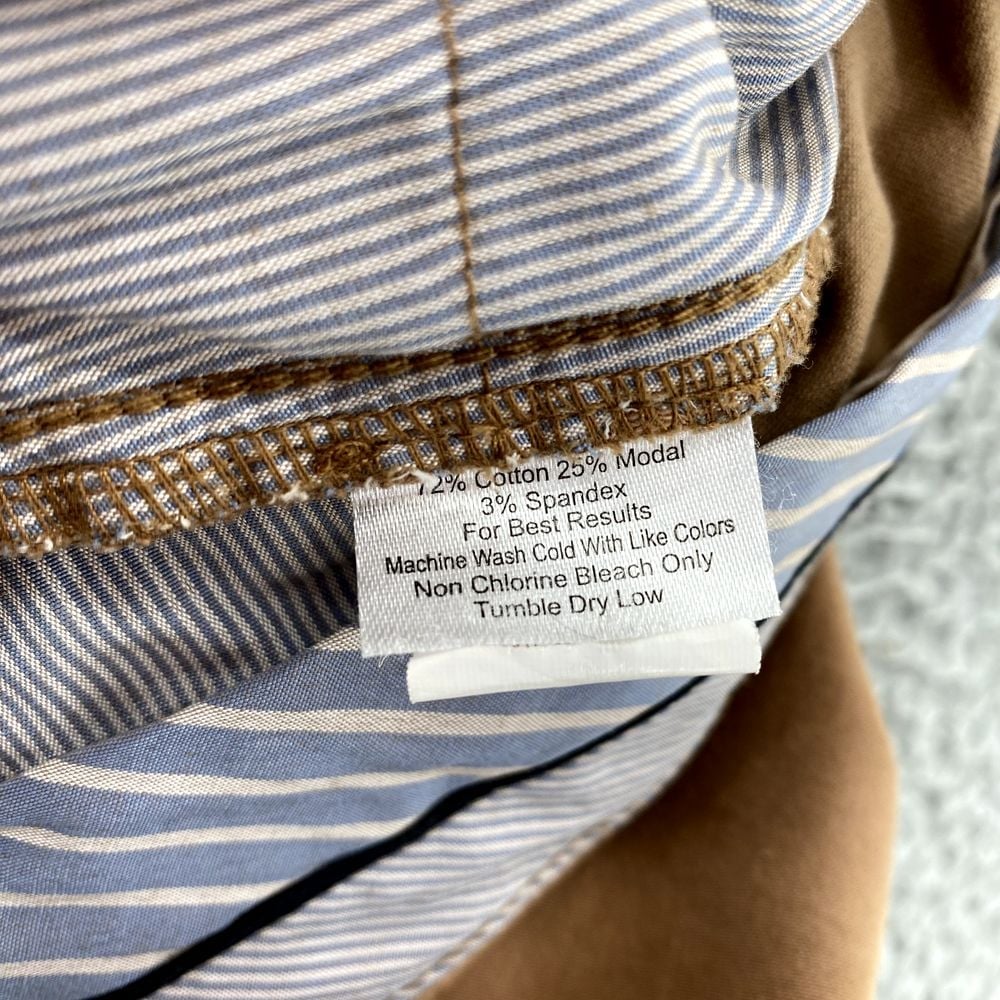 72% Cotton 25% Modal
3% Spandex
For Best Results
Machine Wash Cold With Like Colors
Non Chlorine Bleach Only
Tumble Dry Low